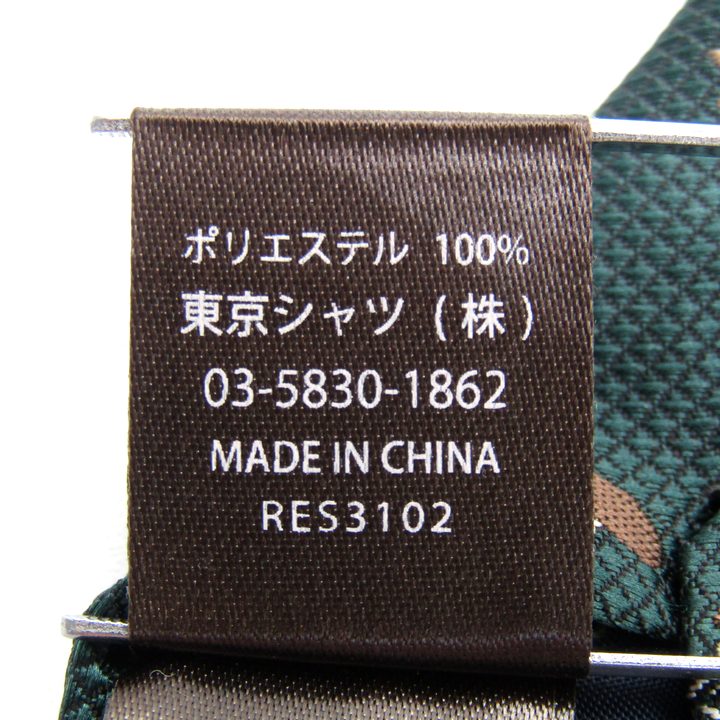 ポリエステル 100%
東京シャツ (株)
03-5830-1862
MADE IN CHINA
RES3102